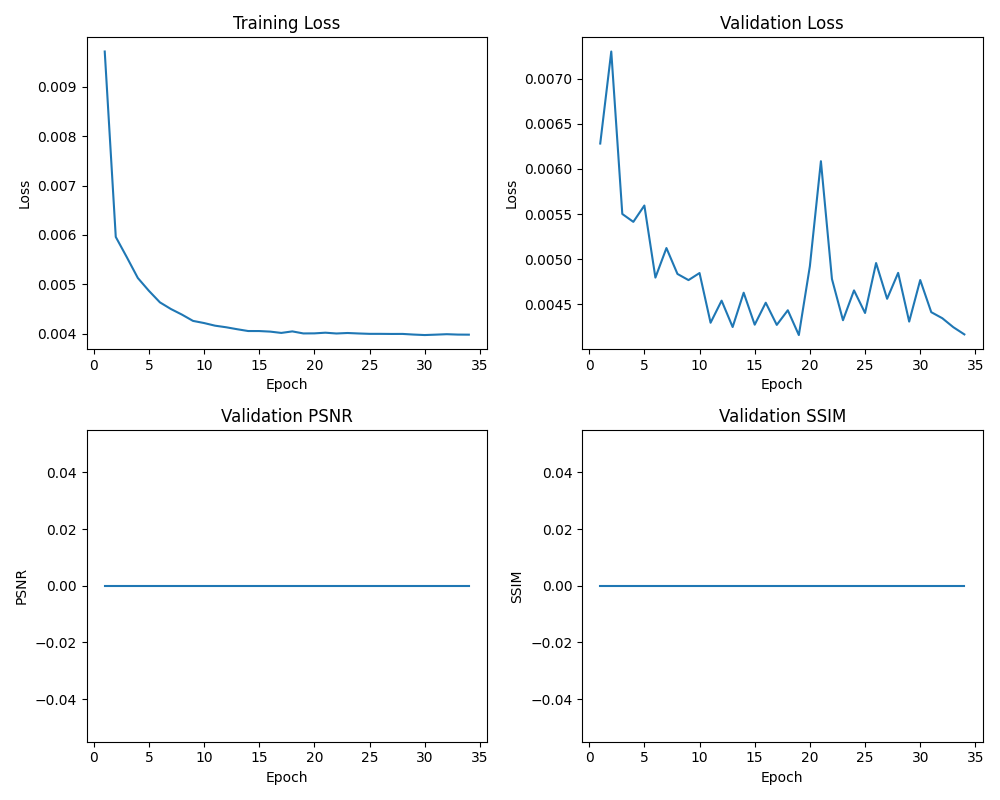 Training Loss
Loss
0.009
0.008
0.007
0.006
0.005
0.004
0 5 10 15 20 25 30 35
Epoch
Validation Loss
Loss
0.0070
0.0065
0.0060
0.0055
0.0050
0.0045
0 5 10 15 20 25 30 35
Epoch
Validation PSNR
PSNR
0.04
0.02
0.00
−0.02
−0.04
0 5 10 15 20 25 30 35
Epoch
Validation SSIM
SSIM
0.04
0.02
0.00
−0.02
−0.04
0 5 10 15 20 25 30 35
Epoch